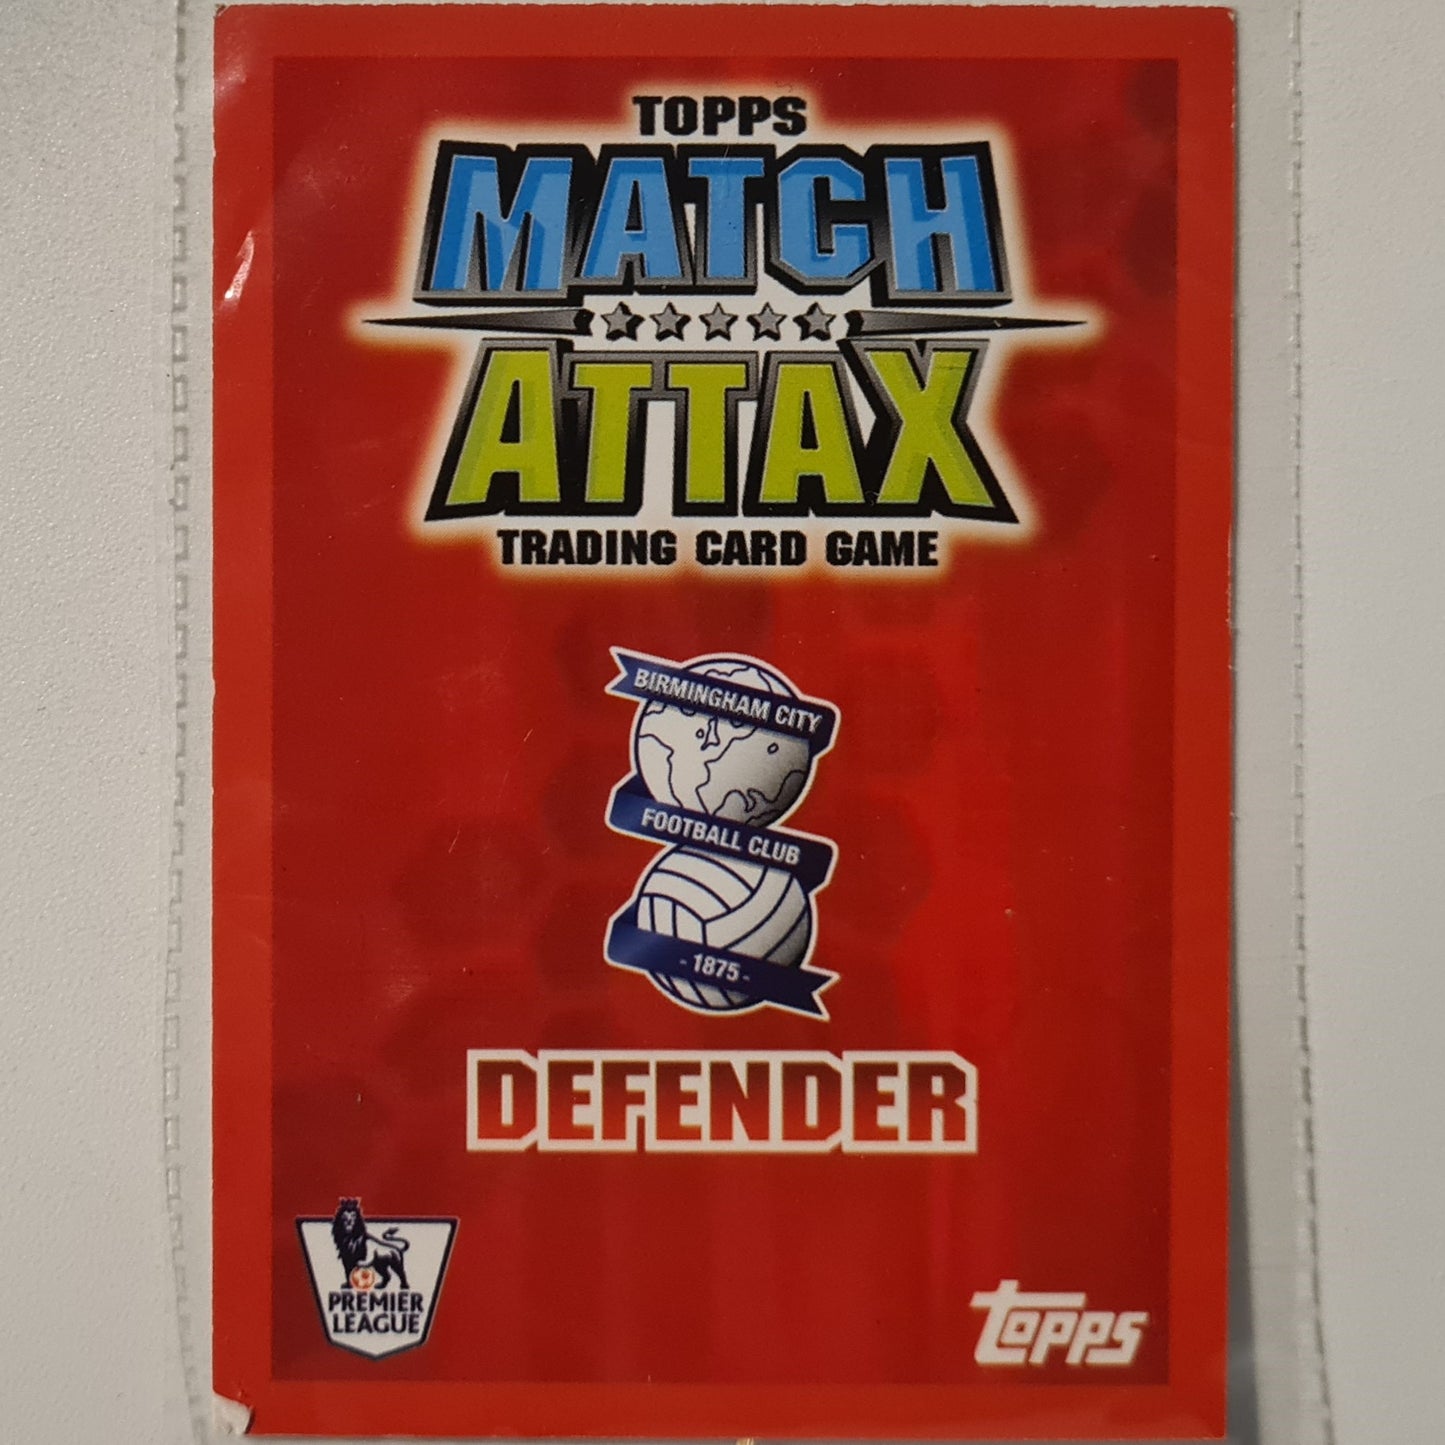 TOPPS
MATCH
ATTAX
TRADING CARD GAME
BIRMINGHAM CITY
FOOTBALL CLUB
- 1875 -
DEFENDER
PREMIER
LEAGUE
topps